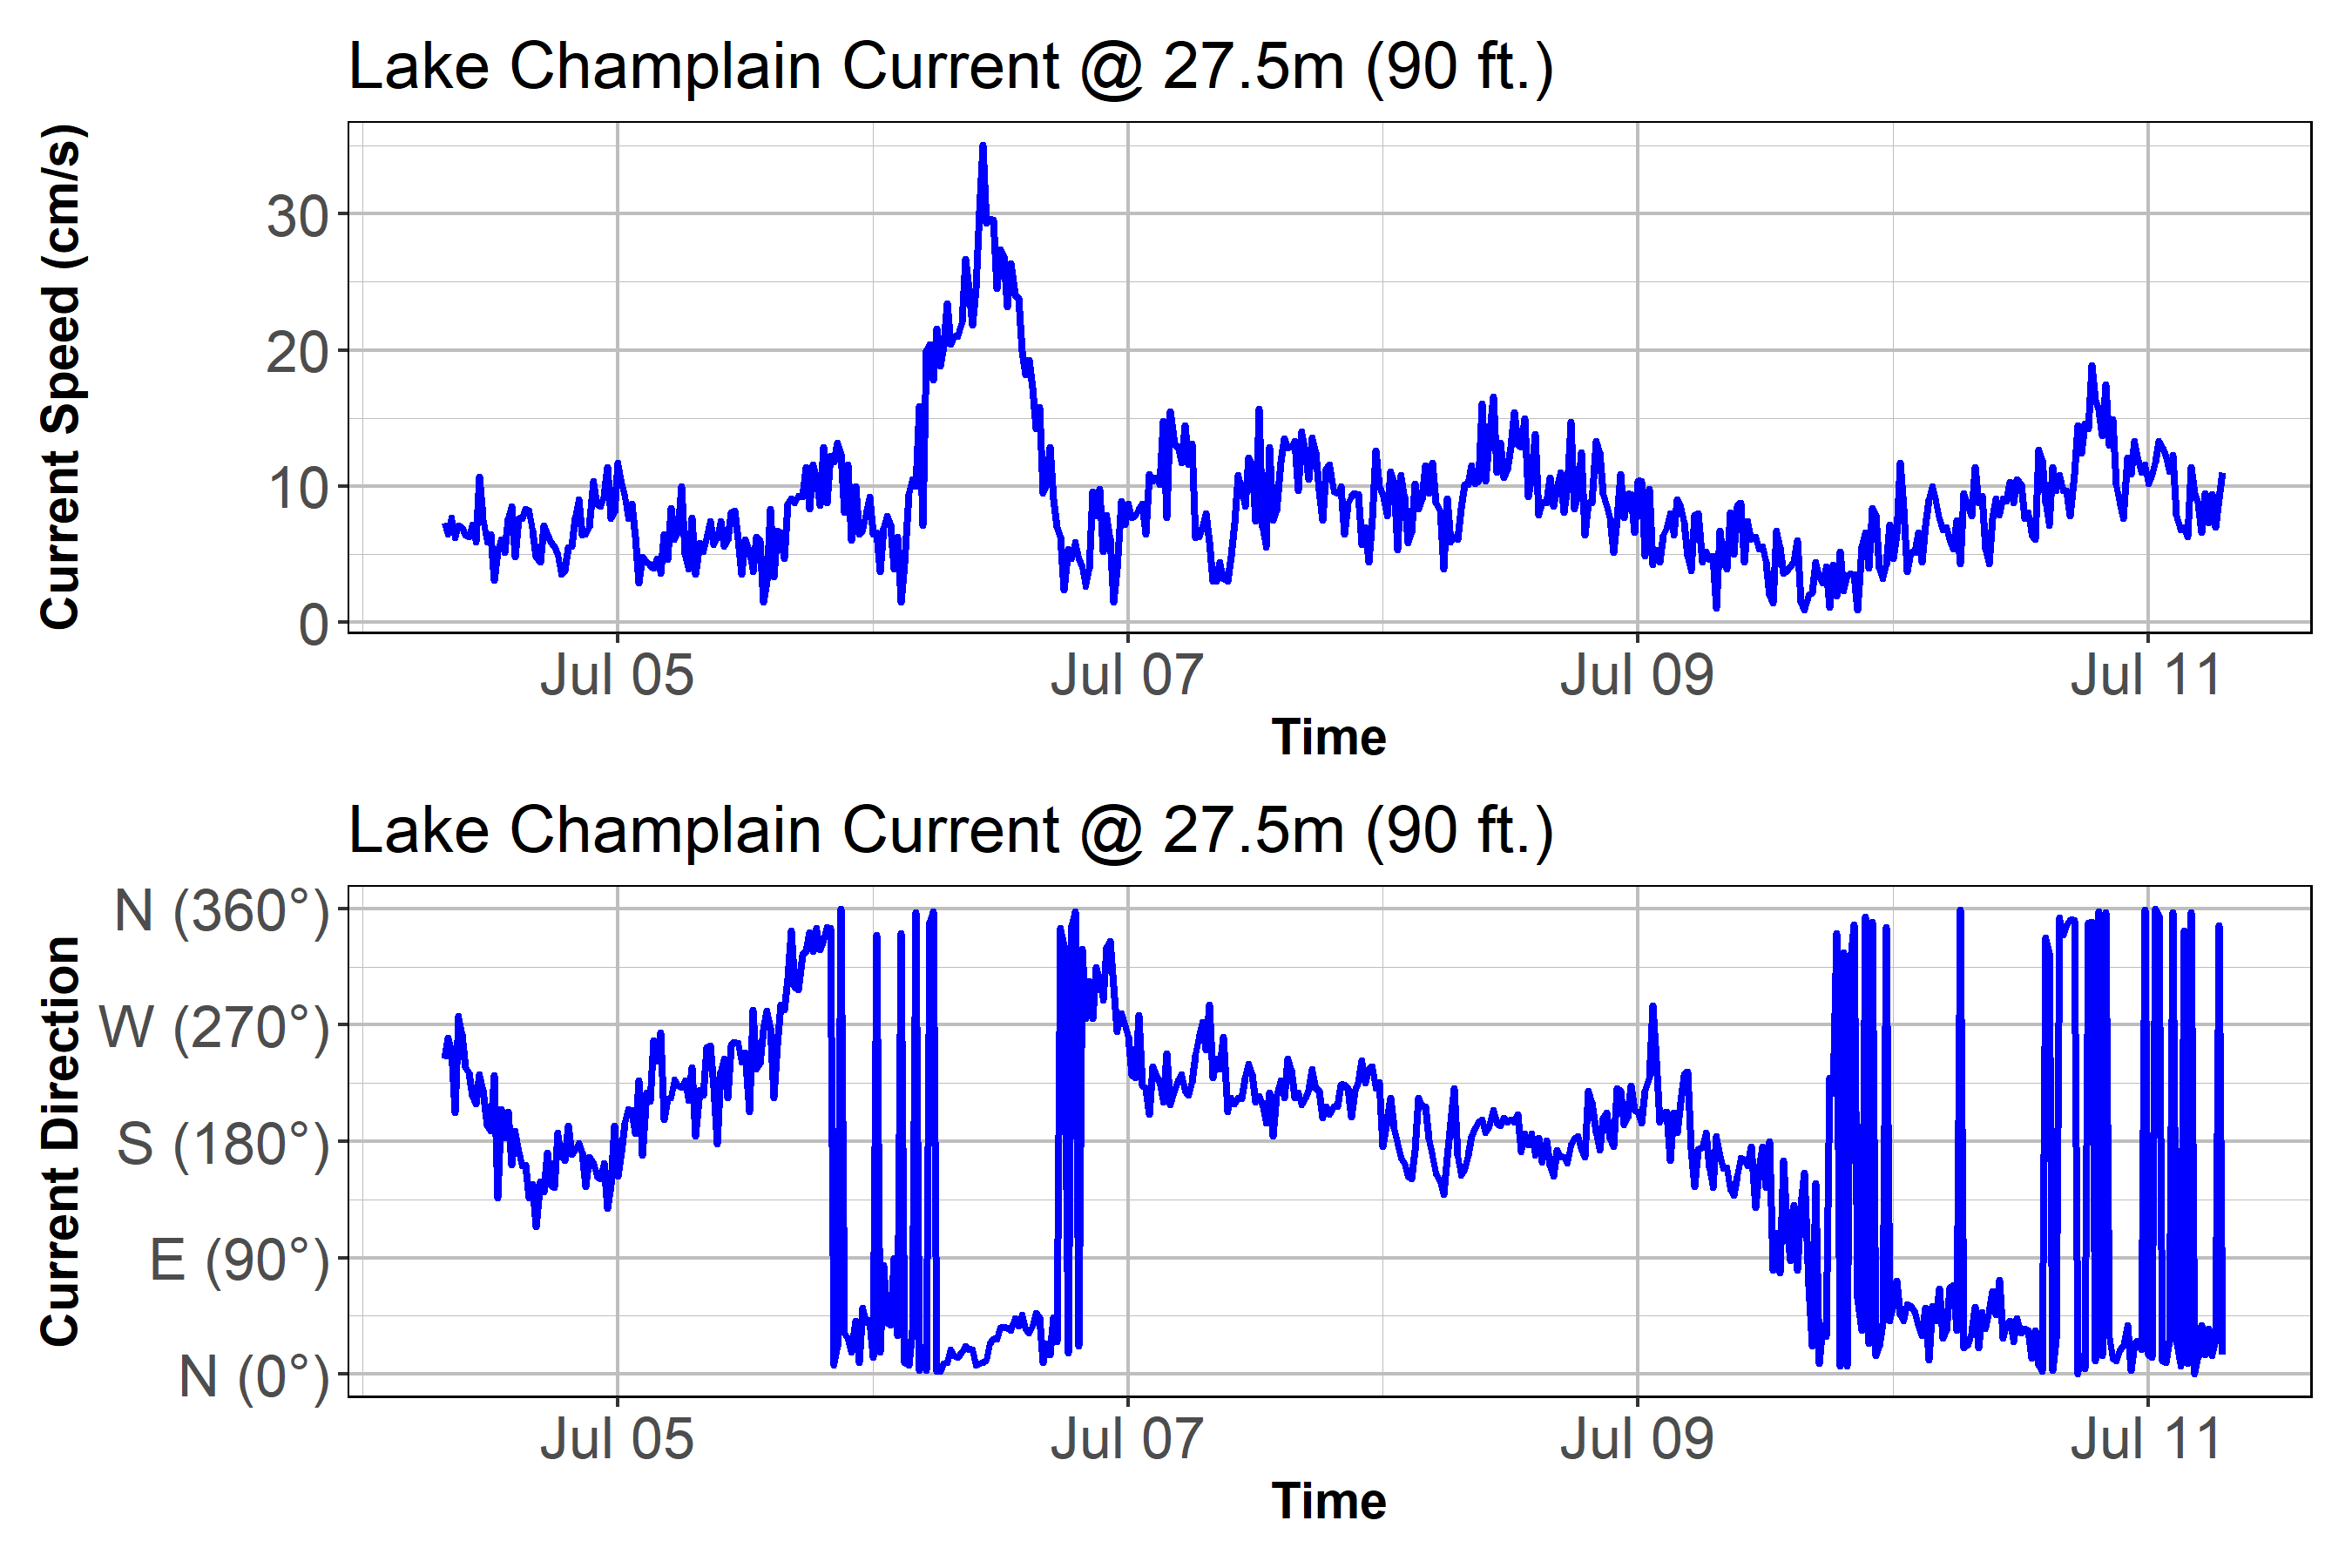 Lake Champlain Current @ 27.5m (90 ft.)
Current Speed (cm/s)
30
20
10
0
Jul 05 Jul 07 Jul 09 Jul 11
Time
Lake Champlain Current @ 27.5m (90 ft.)
Current Direction
N (360°)
W (270°)
S (180°)
E (90°)
N (0°)
Jul 05 Jul 07 Jul 09 Jul 11
Time